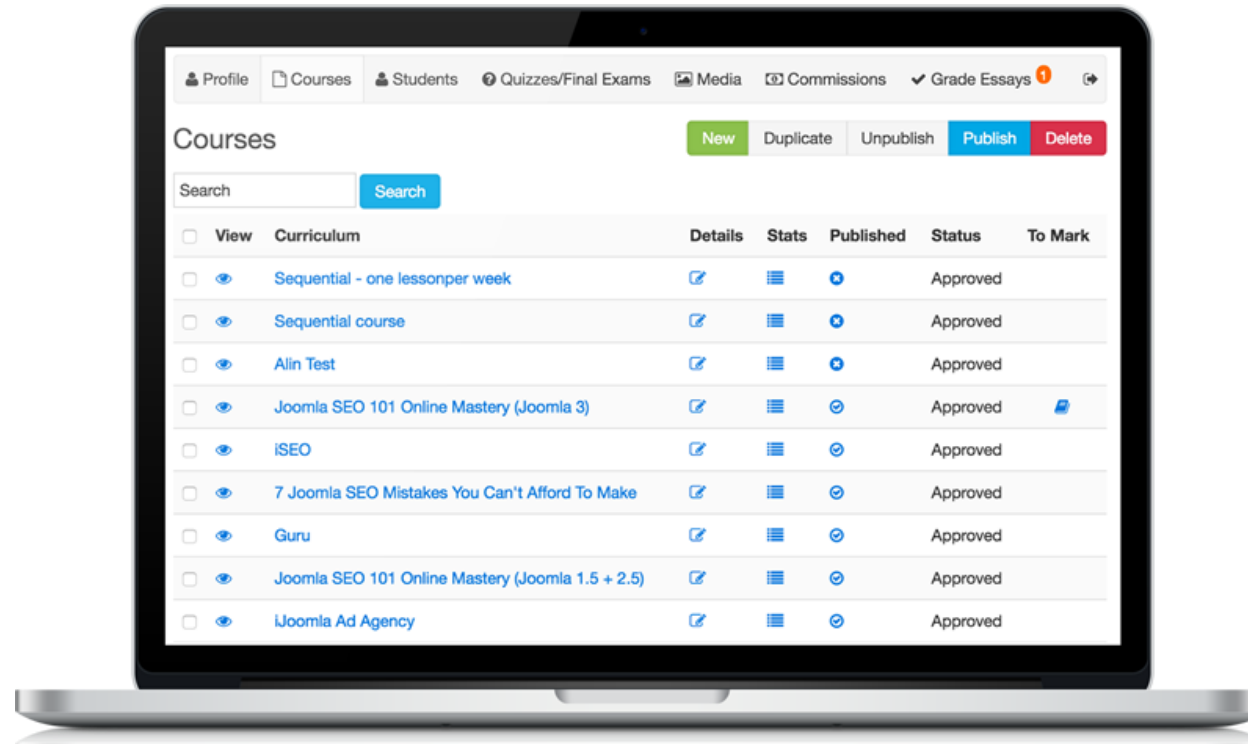 Profile Courses Students Quizzes/Final Exams Media Commissions Grade Essays 1
Courses New Duplicate Unpublish Publish Delete
Search Search
View Curriculum Details Stats Published Status To Mark
Sequential - one lessonper week Approved
Sequential course Approved
Alin Test Approved
Joomla SEO 101 Online Mastery (Joomla 3) Approved
iSEO Approved
7 Joomla SEO Mistakes You Can't Afford To Make Approved
Guru Approved
Joomla SEO 101 Online Mastery (Joomla 1.5 + 2.5) Approved
iJoomla Ad Agency Approved